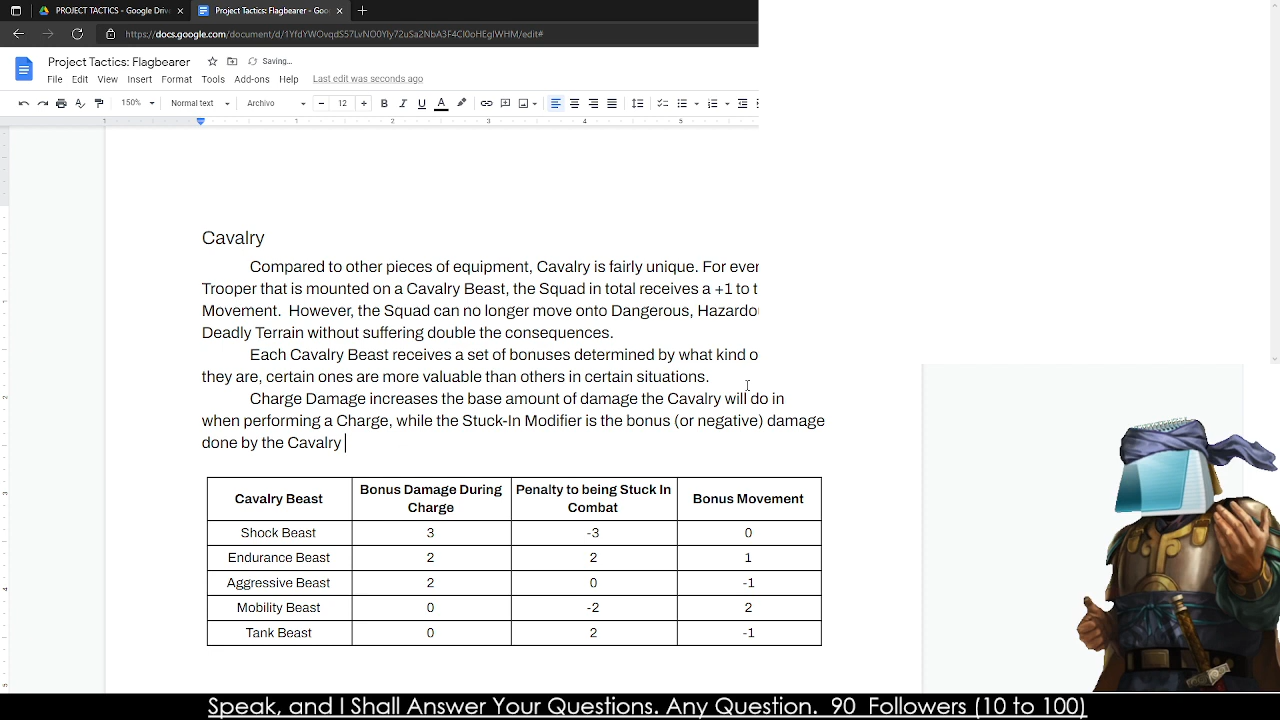 PROJECT TACTICS - Google Drive
Project Tactics: Flagbearer - Goo
https://docs.google.com/document/d/1YfdYWOvqdS57LvNO0Yly72uSa2NbA3F4Cl0oHEglWHM/edit#
Project Tactics: Flagbearer
Saving...
File Edit View Insert Format Tools Add-ons Help Last edit was seconds ago
150% Normal text Archivo 12 B I U A
1 1 2 3 4 5
Cavalry
Compared to other pieces of equipment, Cavalry is fairly unique. For ever
Trooper that is mounted on a Cavalry Beast, the Squad in total receives a +1 to t
Movement. However, the Squad can no longer move onto Dangerous, Hazardou
Deadly Terrain without suffering double the consequences.
Each Cavalry Beast receives a set of bonuses determined by what kind o
they are, certain ones are more valuable than others in certain situations.
Charge Damage increases the base amount of damage the Cavalry will do in
when performing a Charge, while the Stuck-In Modifier is the bonus (or negative) damage
done by the Cavalry
Cavalry Beast Bonus Damage During Charge Penalty to being Stuck In Combat Bonus Movement
Shock Beast 3 -3 0
Endurance Beast 2 2 1
Aggressive Beast 2 0 -1
Mobility Beast 0 -2 2
Tank Beast 0 2 -1
Speak, and I Shall Answer Your Questions. Any Question. 90 Followers (10 to 100)